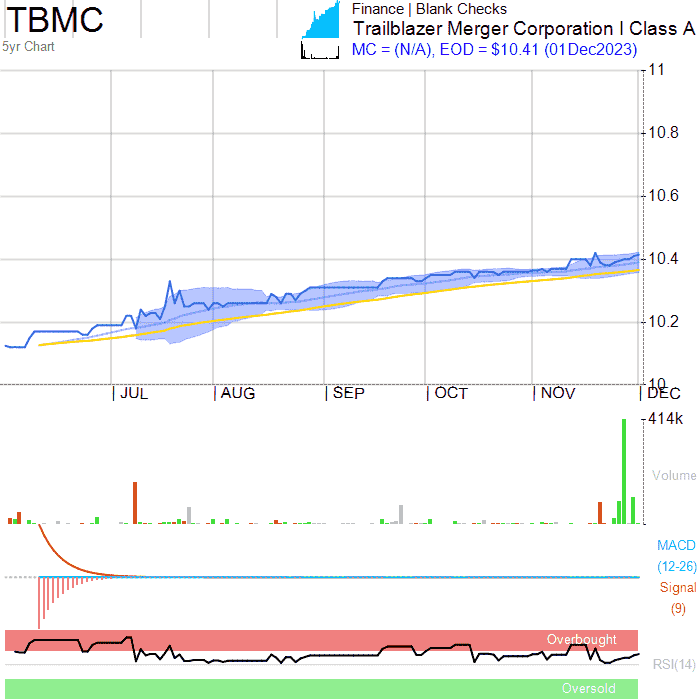 TBMC
5yr Chart
Finance | Blank Checks
Trailblazer Merger Corporation I Class A
MC = (N/A), EOD = $10.41 (01Dec2023)
11
10.8
10.6
10.4
10.2
10
JUL AUG SEP OCT NOV DEC
414k
Volume
MACD
(12-26)
Signal
(9)
Overbought
RSI(14)
Oversold